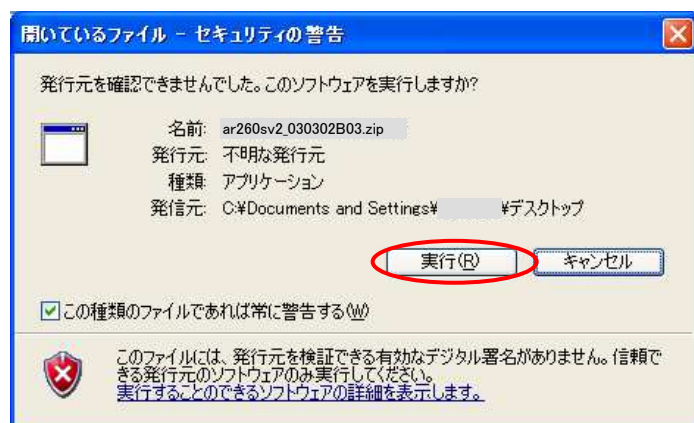 開いているファイル - セキュリティの警告
発行元を確認できませんでした。このソフトウェアを実行しますか?
名前: ar260sv2_030302B03.zip
発行元: 不明な発行元
種類: アプリケーション
発信元: C:¥Documents and Settings¥ ¥デスクトップ
実行(R) キャンセル
この種類のファイルであれば常に警告する(W)
このファイルには、発行元を検証できる有効なデジタル署名がありません。信頼で
きる発行元のソフトウェアのみ実行してください。
実行することのできるソフトウェアの詳細を表示します。